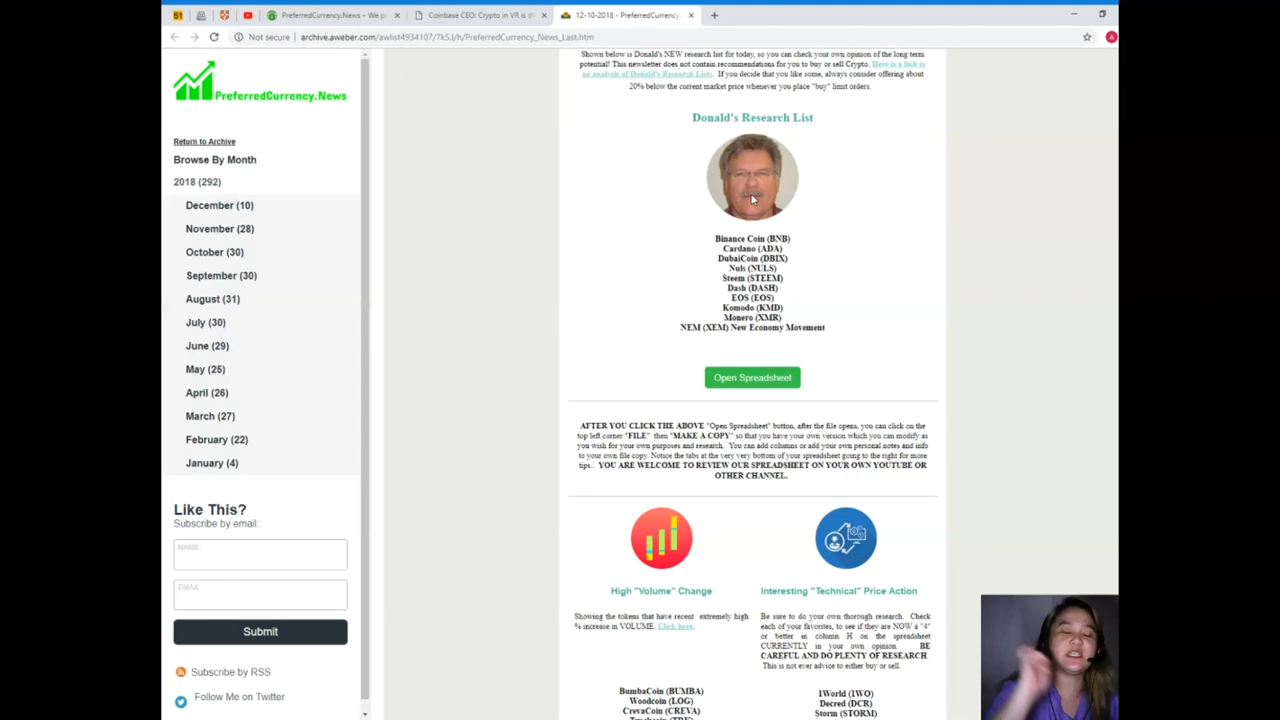 51
PreferredCurrency.News – We p
Coinbase CEO: Crypto in VR is th
12-10-2018 - PreferredCurrency
Not secure | archive.aweber.com/awlist4934107/7k5J/h/PreferredCurrency_News_Last.htm
PreferredCurrency.News
Return to Archive
Browse By Month
2018 (292)
December (10)
November (28)
October (30)
September (30)
August (31)
July (30)
June (29)
May (25)
April (26)
March (27)
February (22)
January (4)
Like This?
Subscribe by email:
NAME:
EMAIL:
Submit
Subscribe by RSS
Follow Me on Twitter
Shown below is Donald's NEW research list for today, so you can check your own opinion of the long term
potential! This newsletter does not contain recommendations for you to buy or sell Crypto. Here is a link to
an analysis of Donald's Research Lists. If you decide that you like some, always consider offering about
20% below the current market price whenever you place "buy" limit orders.
Donald's Research List
Binance Coin (BNB)
Cardano (ADA)
DubaiCoin (DBIX)
Nuls (NULS)
Steem (STEEM)
Dash (DASH)
EOS (EOS)
Komodo (KMD)
Monero (XMR)
NEM (XEM) New Economy Movement
Open Spreadsheet
AFTER YOU CLICK THE ABOVE "Open Spreadsheet" button, after the file opens, you can click on the
top left corner "FILE" then "MAKE A COPY" so that you have your own version which you can modify as
you wish for your own purposes and research. You can add columns or add your own personal notes and info
to your own file copy. Notice the tabs at the very very bottom of your spreadsheet going to the right for more
tips.. YOU ARE WELCOME TO REVIEW OUR SPREADSHEET ON YOUR OWN YOUTUBE OR
OTHER CHANNEL.
High "Volume" Change
Showing the tokens that have recent extremely high
% increase in VOLUME. Click here.
BumbaCoin (BUMBA)
Woodcoin (LOG)
CrevaCoin (CREVA)
Interesting "Technical" Price Action
Be sure to do your own thorough research. Check
each of your favorites, to see if they are NOW a "4"
or better in column H on the spreadsheet
CURRENTLY in your own opinion. BE
CAREFUL AND DO PLENTY OF RESEARCH.
This is not ever advice to either buy or sell.
1World (1WO)
Decred (DCR)
Storm (STORM)